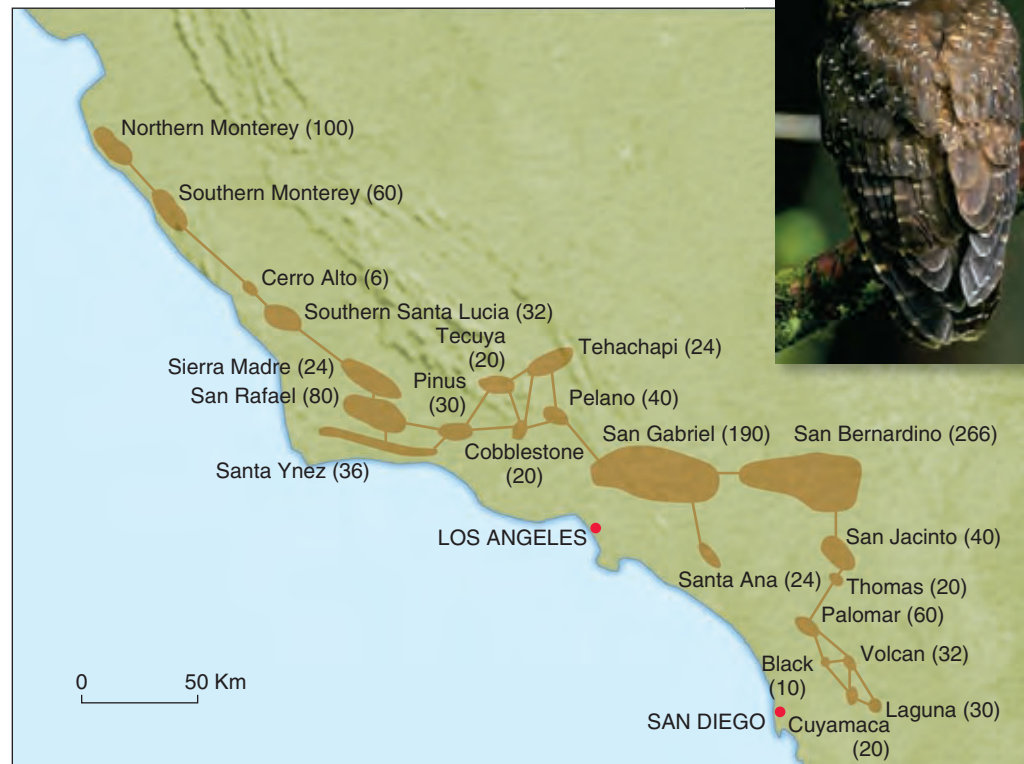 Northern Monterey (100)
Southern Monterey (60)
Cerro Alto (6)
Southern Santa Lucia (32)
Tecuya
(20)
Tehachapi (24)
Sierra Madre (24)
Pinus
(30)
San Rafael (80)
Pelano (40)
San Gabriel (190)
San Bernardino (266)
Cobblestone
(20)
Santa Ynez (36)
LOS ANGELES
San Jacinto (40)
Santa Ana (24)
Thomas (20)
Palomar (60)
Black
(10)
Volcan (32)
0 50 Km
Laguna (30)
SAN DIEGO
Cuyamaca
(20)